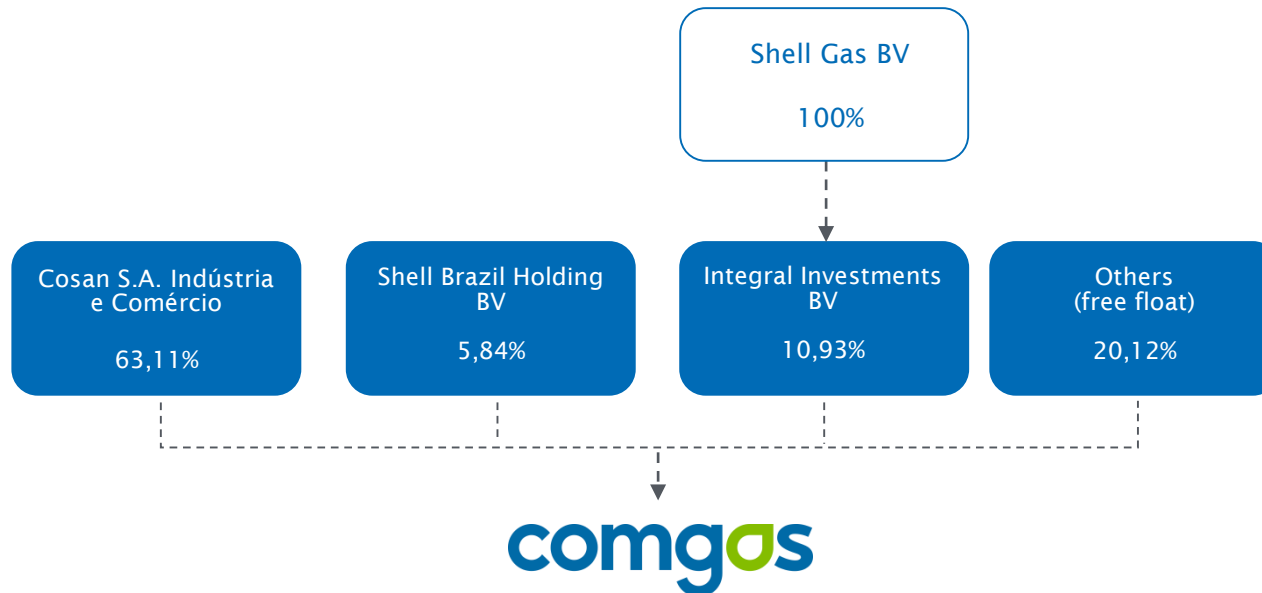 Shell Gas BV
100%
Cosan S.A. Indústria
e Comércio
63,11%
Shell Brazil Holding
BV
5,84%
Integral Investments
BV
10,93%
Others
(free float)
20,12%
comgas